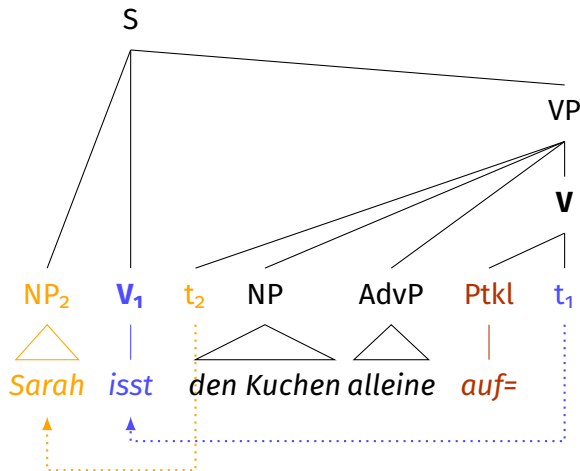 S
VP
V
NP₂ V₁ t₂ NP AdvP Ptkl t₁
Sarah isst den Kuchen alleine auf=